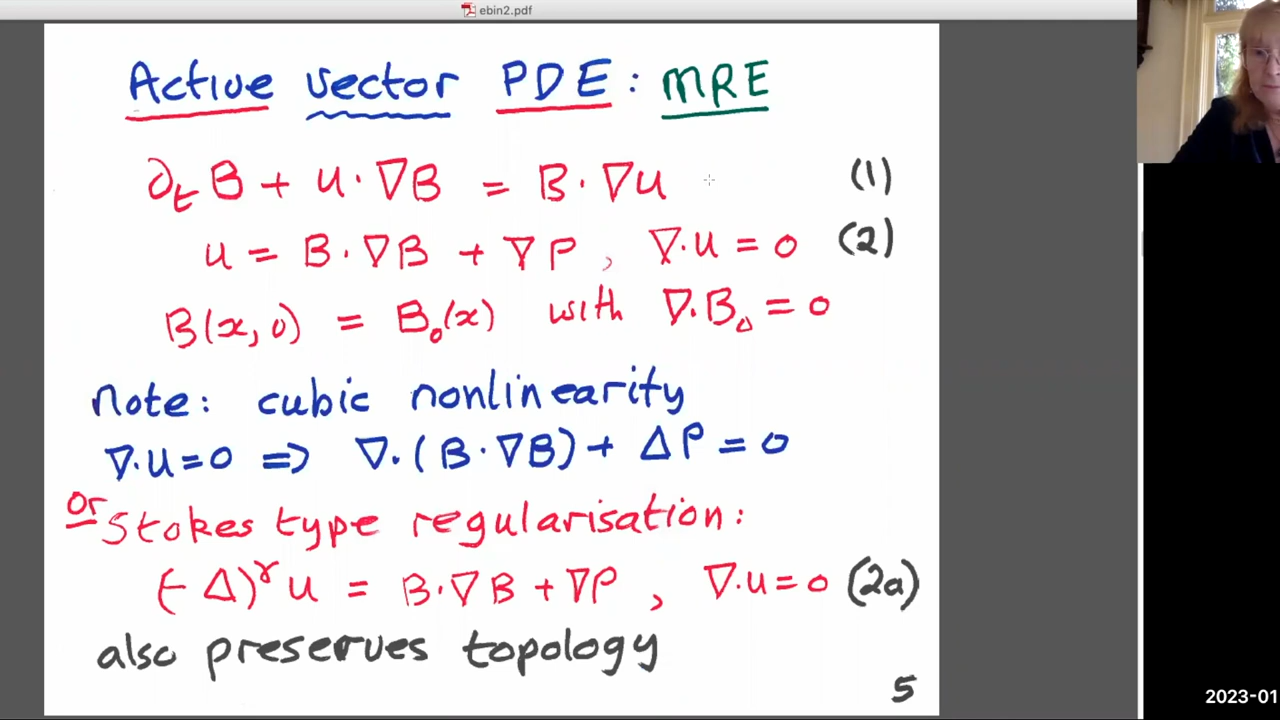 ebin2.pdf
Active vector PDE: MRE
∂ₜB + u·∇B = B·∇u (1)
u = B·∇B + ∇P, ∇·u = 0 (2)
B(x,0) = B₀(x) with ∇·B₀ = 0
note: cubic nonlinearity
∇·u=0 ⇒ ∇·(B·∇B) + ΔP = 0
or Stokes type regularisation:
(-Δ)^γ u = B·∇B + ∇P, ∇·u=0 (2a)
also preserves topology
5
2023-01